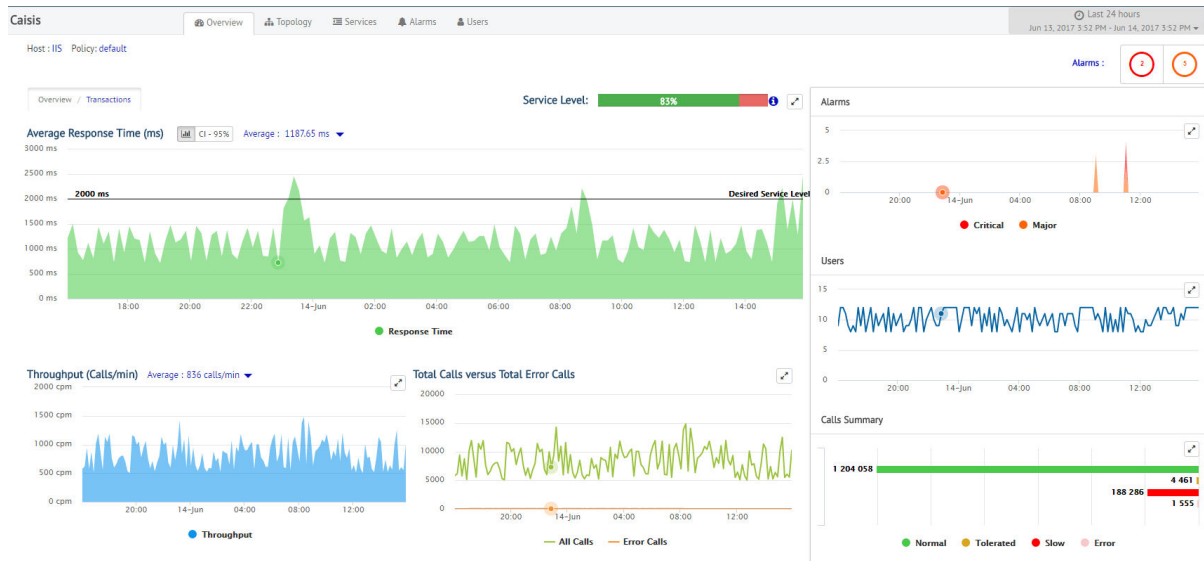 Caisis
Overview Topology Services Alarms Users
Last 24 hours
Jun 13, 2017 3:52 PM - Jun 14, 2017 3:52 PM
Host : IIS Policy: default
Alarms :
2
Overview / Transactions
Service Level:
83%
Average Response Time (ms)
CI - 95%
Average : 1187.65 ms
3000 ms
2500 ms
2000 ms
1500 ms
1000 ms
500 ms
0 ms
2000 ms
Desired Service Level
18:00 20:00 22:00 14-Jun 02:00 04:00 06:00 08:00 10:00 12:00 14:00
Response Time
Throughput (Calls/min)
Average : 836 calls/min
2000 cpm
1500 cpm
1000 cpm
500 cpm
0 cpm
20:00 14-Jun 04:00 08:00 12:00
Throughput
Total Calls versus Total Error Calls
20000
15000
10000
5000
0
20:00 14-Jun 04:00 08:00 12:00
All Calls Error Calls
Alarms
5
2.5
0
20:00 14-Jun 04:00 08:00 12:00
Critical Major
Users
15
10
5
0
20:00 14-Jun 04:00 08:00 12:00
Calls Summary
1 204 058
4 461
188 286
1 555
Normal Tolerated Slow Error